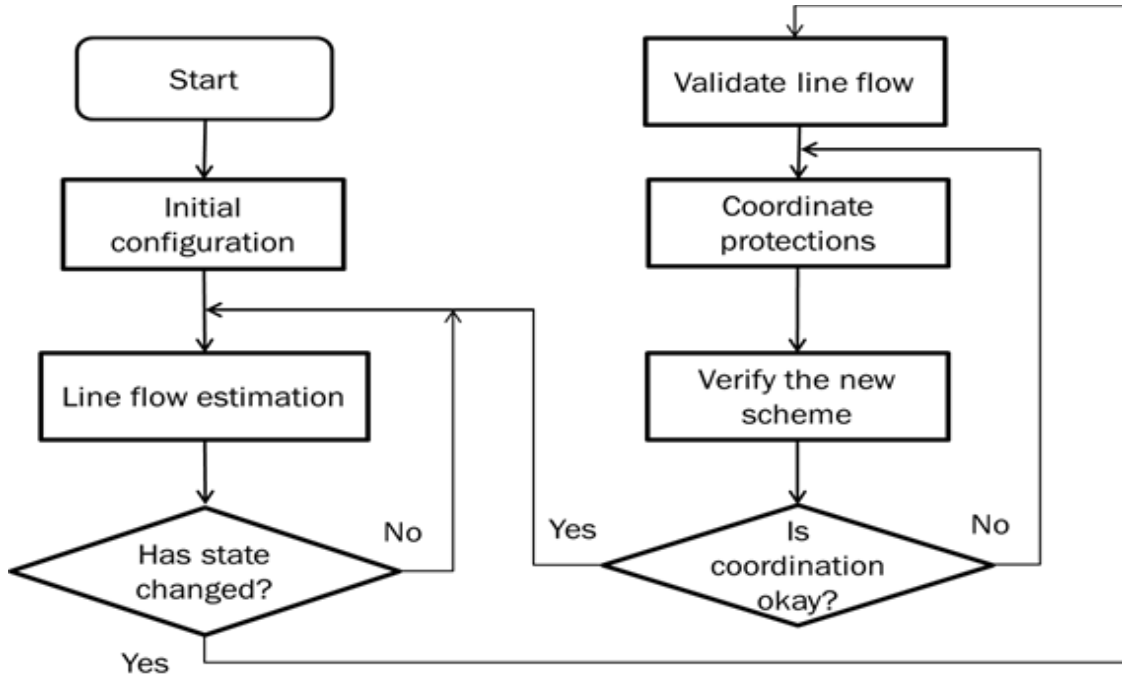 Start
Initial
configuration
Line flow estimation
Has state
changed?
No
Yes
Validate line flow
Coordinate
protections
Verify the new
scheme
Is
coordination
okay?
Yes
No